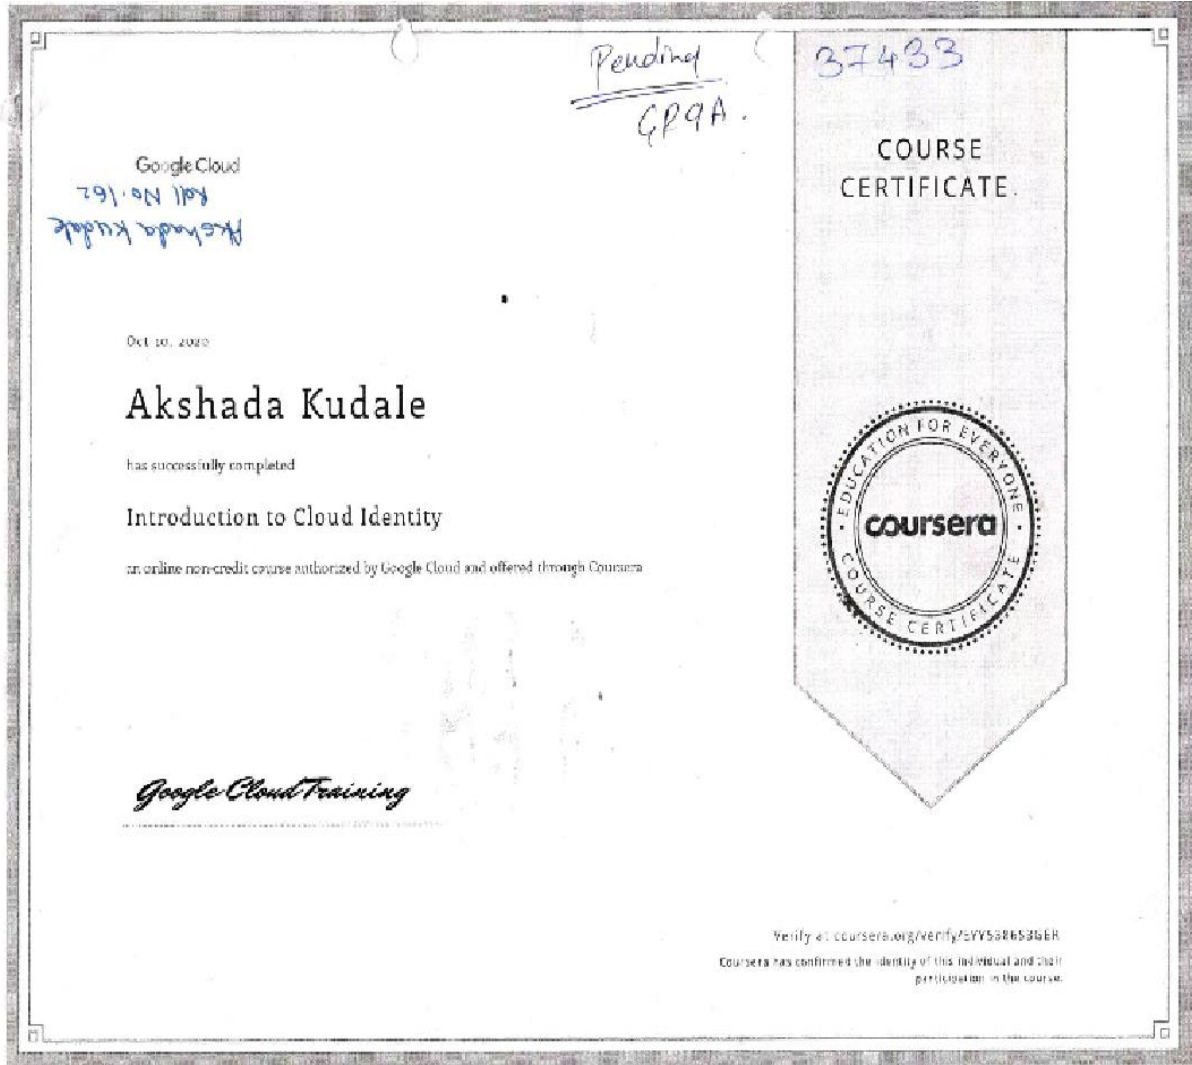 Pending
GP9A.
37433
Google Cloud
Roll No. 162
Akshada Kudale
COURSE
CERTIFICATE.
Oct 10, 2020
Akshada Kudale
has successfully completed
Introduction to Cloud Identity
an online non-credit course authorized by Google Cloud and offered through Coursera
EDUCATION FOR EVERYONE
coursera
COURSE CERTIFICATE
Google Cloud Training
Verify at
Coursera has confirmed the identity of this individual and their
participation in the course.